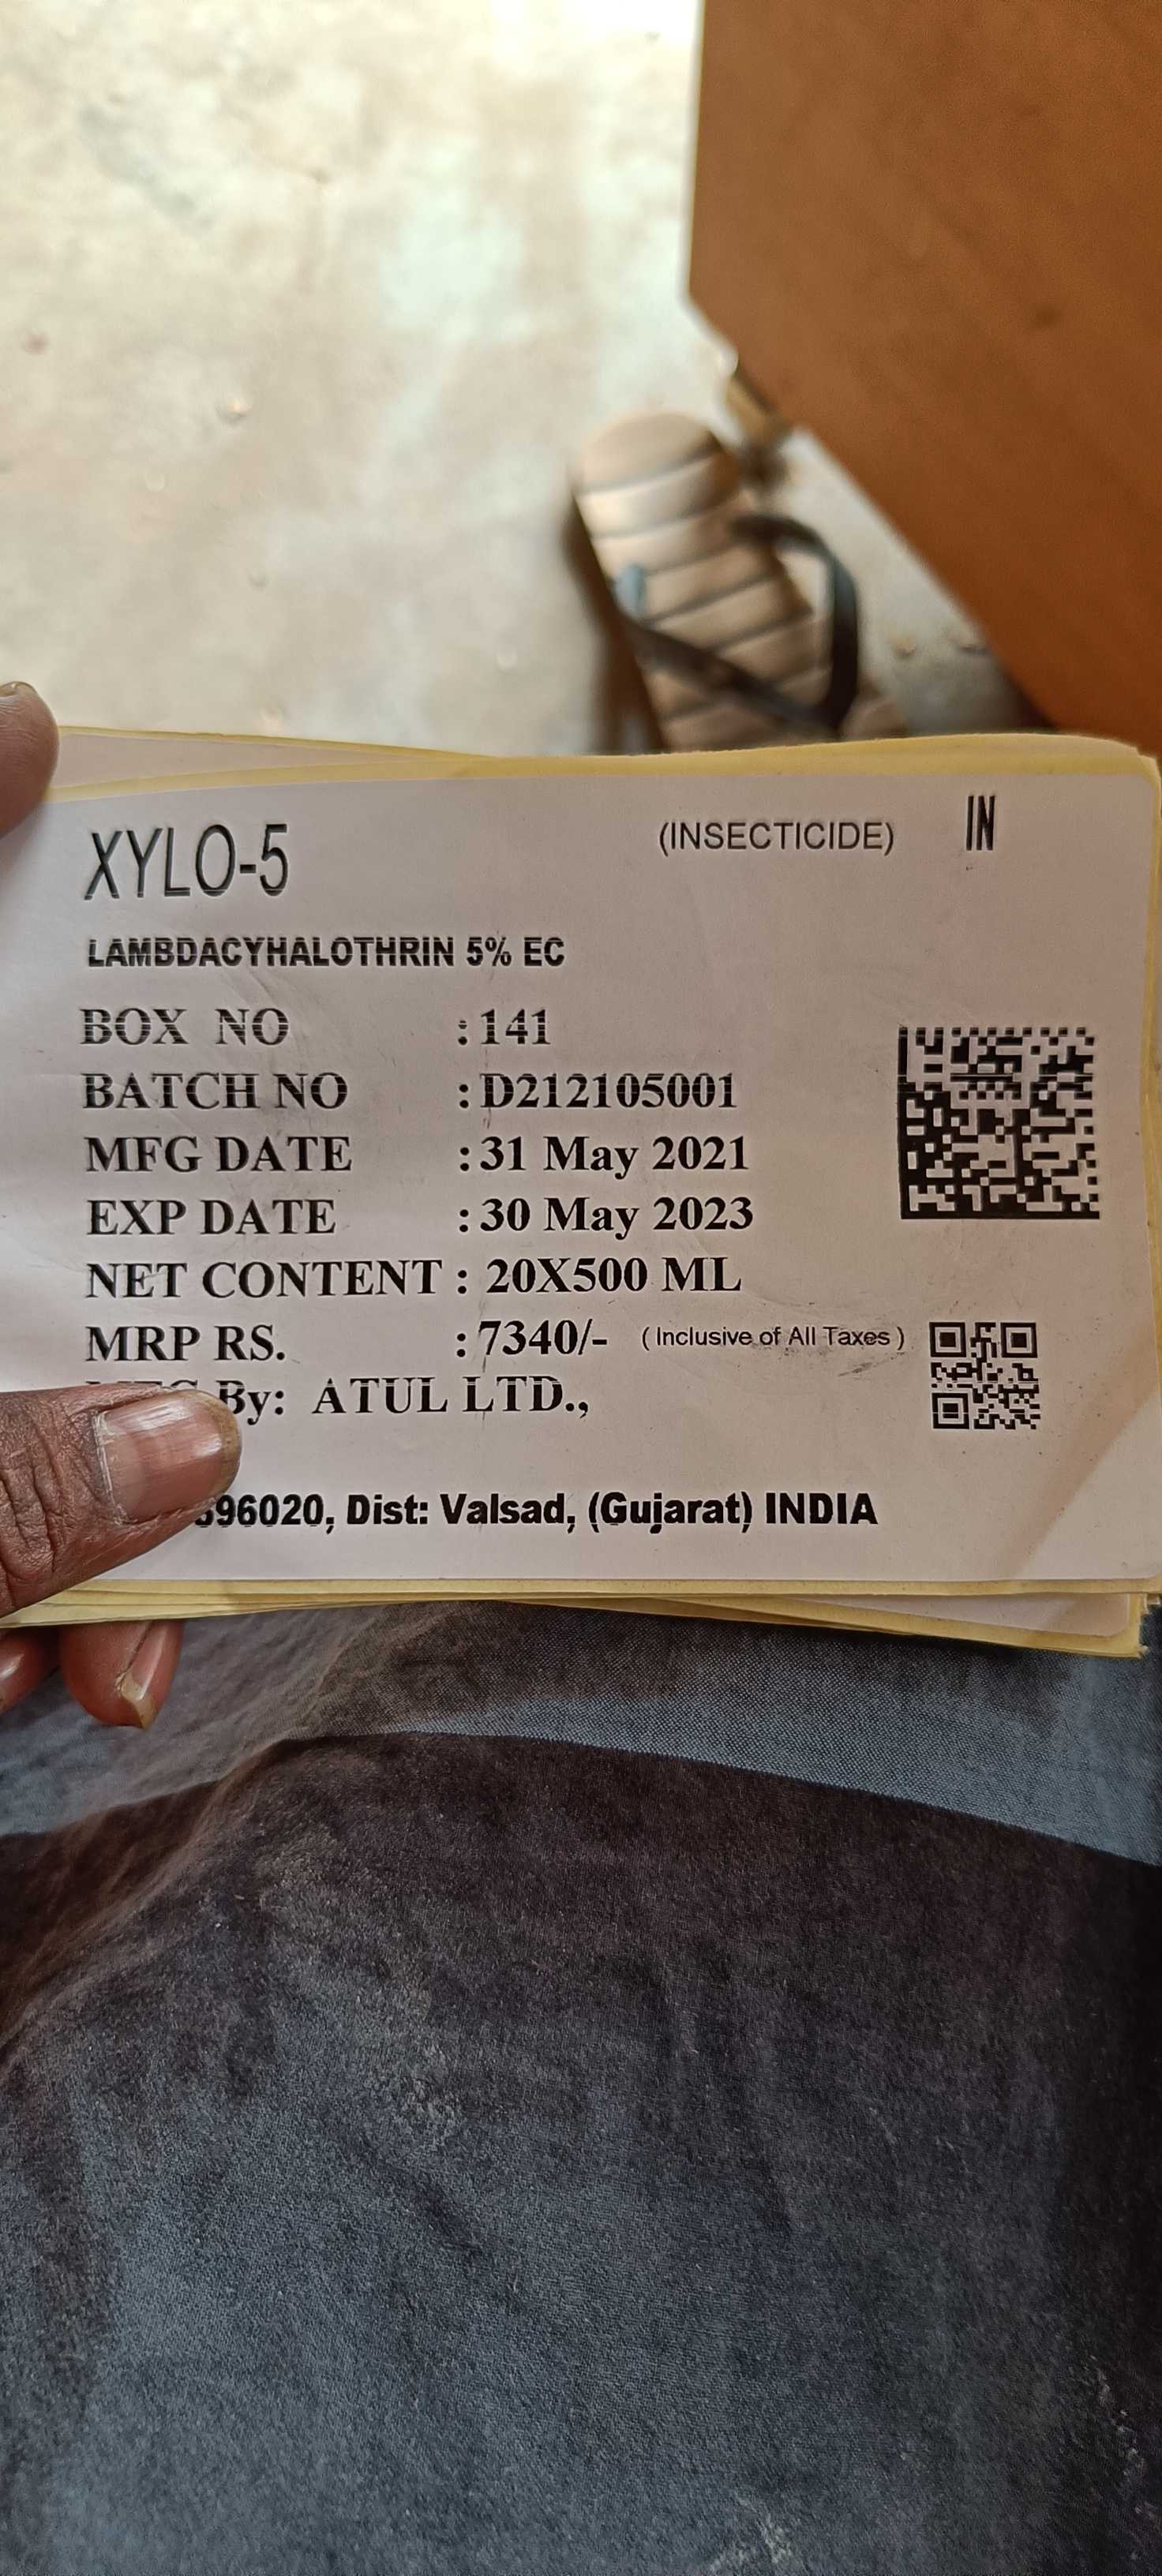 XYLO-5 (INSECTICIDE) IN
LAMBDACYHALOTHRIN 5% EC
BOX NO : 141
BATCH NO : D212105001
MFG DATE : 31 May 2021
EXP DATE : 30 May 2023
NET CONTENT : 20X500 ML
MRP RS. : 7340/- ( Inclusive of All Taxes )
By: ATUL LTD.,
396020, Dist: Valsad, (Gujarat) INDIA